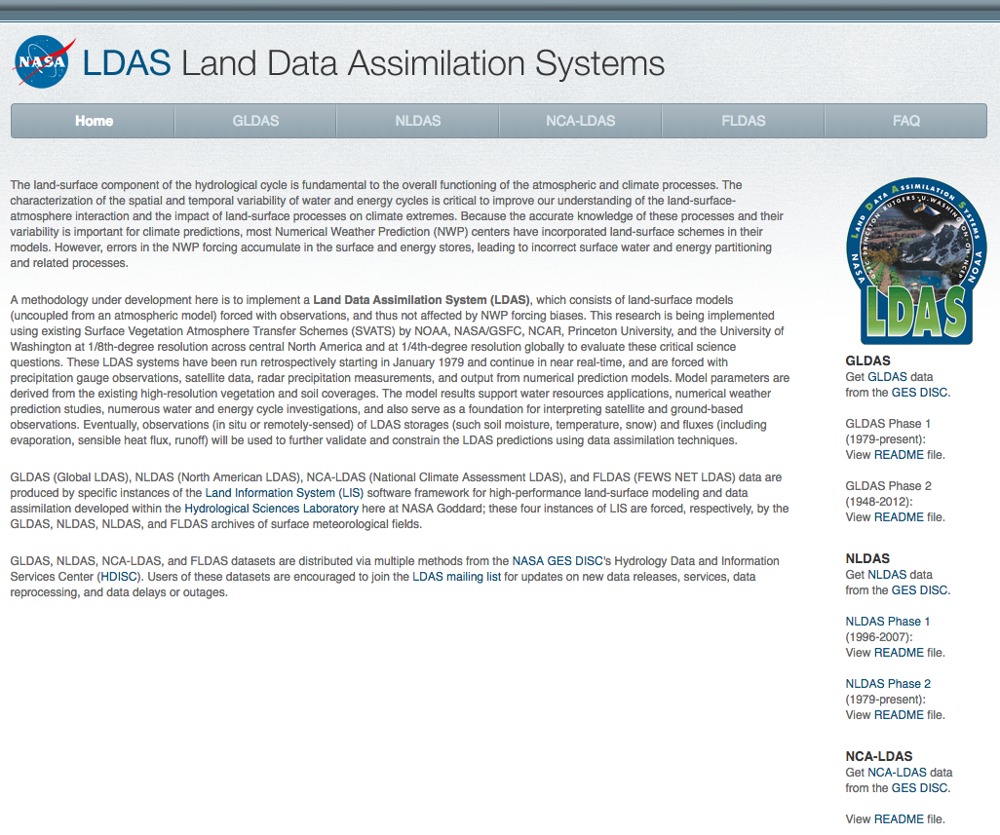 NASA
LDAS Land Data Assimilation Systems
Home
GLDAS
NLDAS
NCA-LDAS
FLDAS
FAQ
The land-surface component of the hydrological cycle is fundamental to the overall functioning of the atmospheric and climate processes. The
characterization of the spatial and temporal variability of water and energy cycles is critical to improve our understanding of the land-surface-
atmosphere interaction and the impact of land-surface processes on climate extremes. Because the accurate knowledge of these processes and their
variability is important for climate predictions, most Numerical Weather Prediction (NWP) centers have incorporated land-surface schemes in their
models. However, errors in the NWP forcing accumulate in the surface and energy stores, leading to incorrect surface water and energy partitioning
and related processes.
A methodology under development here is to implement a Land Data Assimilation System (LDAS), which consists of land-surface models
(uncoupled from an atmospheric model) forced with observations, and thus not affected by NWP forcing biases. This research is being implemented
using existing Surface Vegetation Atmosphere Transfer Schemes (SVATS) by NOAA, NASA/GSFC, NCAR, Princeton University, and the University of
Washington at 1/8th-degree resolution across central North America and at 1/4th-degree resolution globally to evaluate these critical science
questions. These LDAS systems have been run retrospectively starting in January 1979 and continue in near real-time, and are forced with
precipitation gauge observations, satellite data, radar precipitation measurements, and output from numerical prediction models. Model parameters are
derived from the existing high-resolution vegetation and soil coverages. The model results support water resources applications, numerical weather
prediction studies, numerous water and energy cycle investigations, and also serve as a foundation for interpreting satellite and ground-based
observations. Eventually, observations (in situ or remotely-sensed) of LDAS storages (such soil moisture, temperature, snow) and fluxes (including
evaporation, sensible heat flux, runoff) will be used to further validate and constrain the LDAS predictions using data assimilation techniques.
GLDAS (Global LDAS), NLDAS (North American LDAS), NCA-LDAS (National Climate Assessment LDAS), and FLDAS (FEWS NET LDAS) data are
produced by specific instances of the Land Information System (LIS) software framework for high-performance land-surface modeling and data
assimilation developed within the Hydrological Sciences Laboratory here at NASA Goddard; these four instances of LIS are forced, respectively, by the
GLDAS, NLDAS, NLDAS, and FLDAS archives of surface meteorological fields.
GLDAS, NLDAS, NCA-LDAS, and FLDAS datasets are distributed via multiple methods from the NASA GES DISC's Hydrology Data and Information
Services Center (HDISC). Users of these datasets are encouraged to join the LDAS mailing list for updates on new data releases, services, data
reprocessing, and data delays or outages.
LAND DATA ASSIMILATION SYSTEMS
NASA
NOAA
PRINCETON·RUTGERS·U.WASHINGTON
LDAS
GLDAS
Get GLDAS data
from the GES DISC.
GLDAS Phase 1
(1979-present):
View README file.
GLDAS Phase 2
(1948-2012):
View README file.
NLDAS
Get NLDAS data
from the GES DISC.
NLDAS Phase 1
(1996-2007):
View README file.
NLDAS Phase 2
(1979-present):
View README file.
NCA-LDAS
Get NCA-LDAS data
from the GES DISC.
View README file.